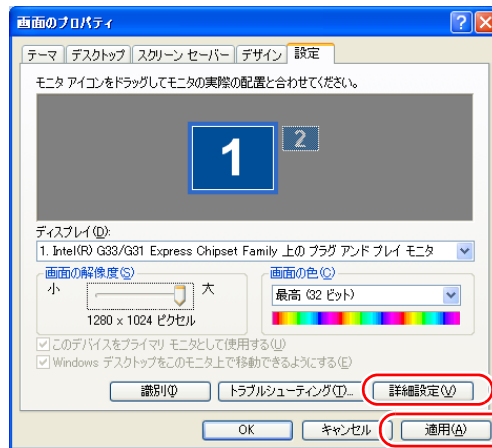 画面のプロパティ
テーマ デスクトップ スクリーン セーバー デザイン 設定
モニタ アイコンをドラッグしてモニタの実際の配置と合わせてください。
1 2
ディスプレイ(D):
1. Intel(R) G33/G31 Express Chipset Family 上の プラグ アンド プレイ モニタ
画面の解像度(S) 画面の色(C)
小 大 最高 (32 ビット)
1280 x 1024 ピクセル
このデバイスをプライマリ モニタとして使用する(U)
Windows デスクトップをこのモニタ上で移動できるようにする(E)
識別(I) トラブルシューティング(T)... 詳細設定(V)
OK キャンセル 適用(A)